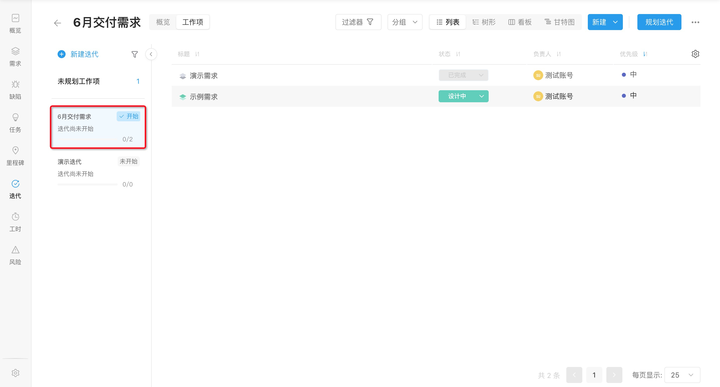 6月交付需求
概览
工作项
过滤器
分组
列表
树形
看板
甘特图
新建
规划迭代
概览
需求
缺陷
任务
里程碑
迭代
工时
风险
新建迭代
未规划工作项 1
6月交付需求 开始
迭代尚未开始
0/2
演示迭代 未开始
迭代尚未开始
0/0
标题 状态 负责人 优先级
演示需求 已完成 测试账号 中
示例需求 设计中 测试账号 中
共 2 条 1 每页显示: 25